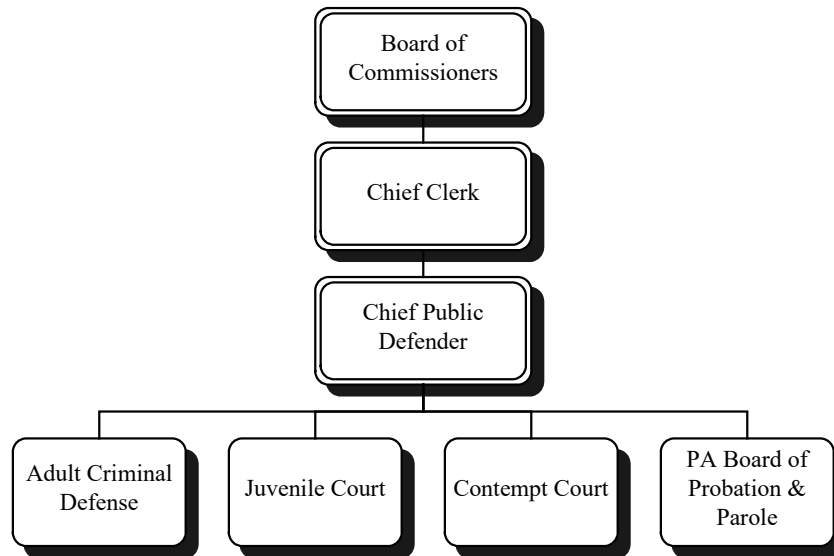 Board of
Commissioners
Chief Clerk
Chief Public
Defender
Adult Criminal
Defense
Juvenile Court
Contempt Court
PA Board of
Probation &
Parole